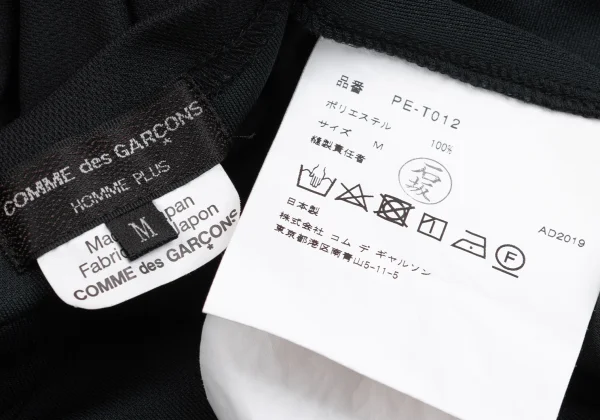 COMME des GARÇONS
HOMME PLUS
M
Made in Japan
Fabric Japon
COMME des GARÇONS
品番 PE-T012
ポリエステル 100%
サイズ M
縫製責任者 石坂
日本製
AD2019
株式会社 コム デ ギャルソン
東京都港区南青山5-11-5